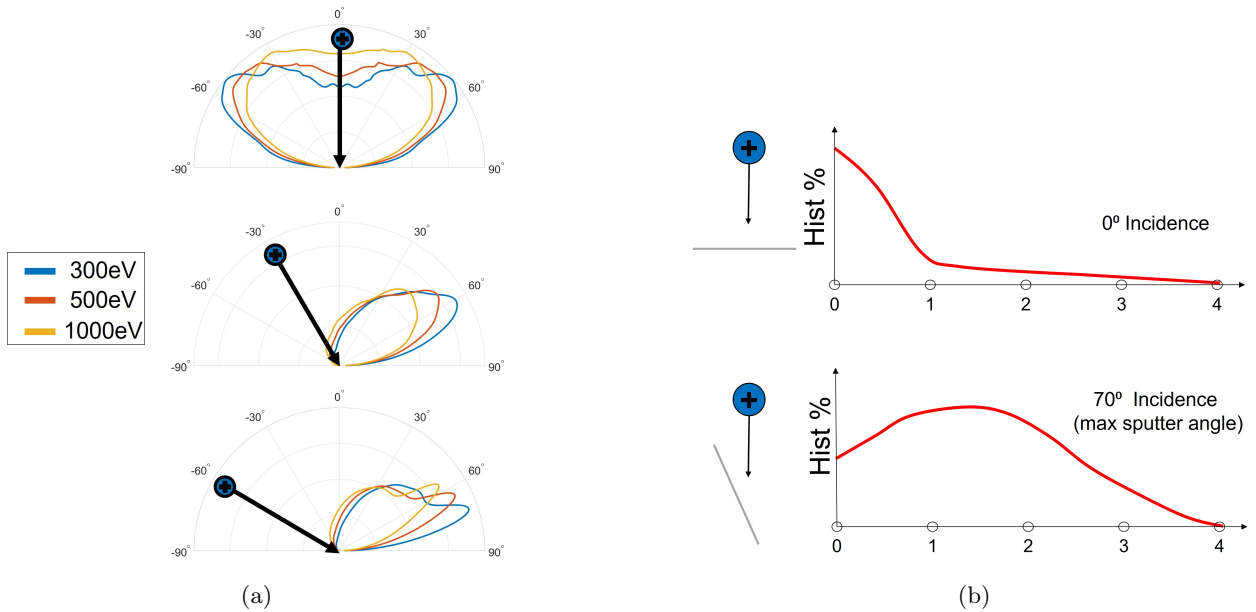 0°
-30°
30°
-60°
60°
-90°
90°
0°
-30°
30°
-60°
60°
-90°
90°
0°
-30°
30°
-60°
60°
-90°
90°
300eV
500eV
1000eV
(a)
+
Hist %
0º Incidence
0 1 2 3 4
+
Hist %
70º Incidence
(max sputter angle)
0 1 2 3 4
(b)